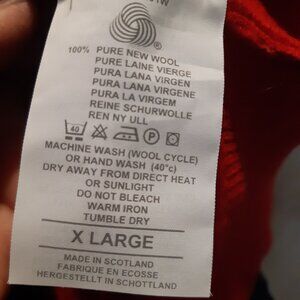 100% PURE NEW WOOL
PURE LAINE VIERGE
PURA LANA VIRGEN
PURA LANA VERGINE
PURA LA VIRGEM
REINE SCHURWOLLE
REN NY ULL
40 P
MACHINE WASH (WOOL CYCLE)
OR HAND WASH (40°c)
DRY AWAY FROM DIRECT HEAT
OR SUNLIGHT
DO NOT BLEACH
WARM IRON
TUMBLE DRY
X LARGE
MADE IN SCOTLAND
FABRIQUE EN ECOSSE
HERGESTELLT IN SCHOTTLAND